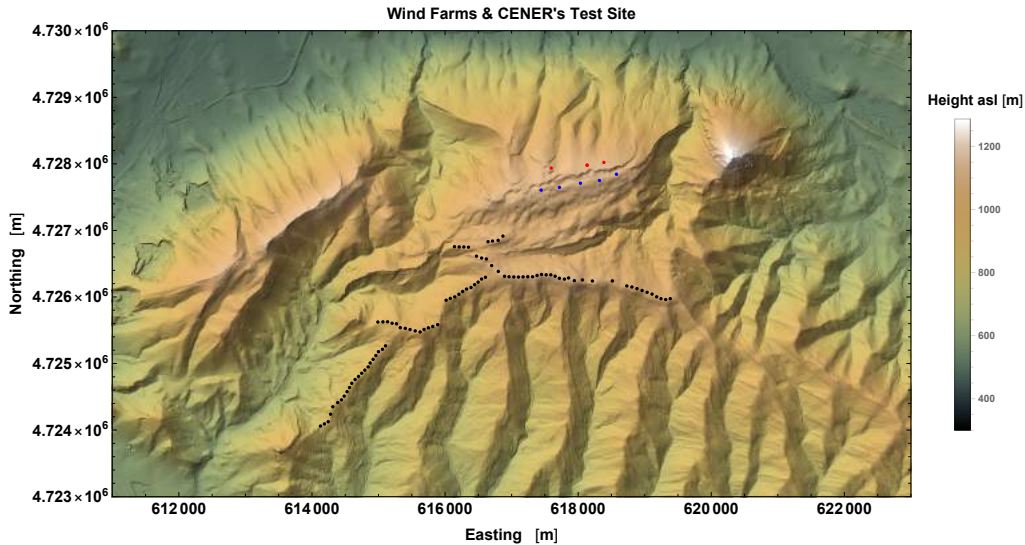 Wind Farms & CENER's Test Site
4.730×10⁶
4.729×10⁶
4.728×10⁶
4.727×10⁶
4.726×10⁶
4.725×10⁶
4.724×10⁶
4.723×10⁶
Northing [m]
612000 614000 616000 618000 620000 622000
Easting [m]
Height asl [m]
1200
1000
800
600
400